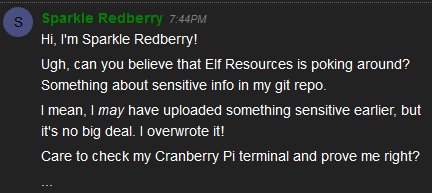 S
Sparkle Redberry 7:44PM
Hi, I'm Sparkle Redberry!
Ugh, can you believe that Elf Resources is poking around?
Something about sensitive info in my git repo.
I mean, I may have uploaded something sensitive earlier, but
it's no big deal. I overwrote it!
Care to check my Cranberry Pi terminal and prove me right?
...